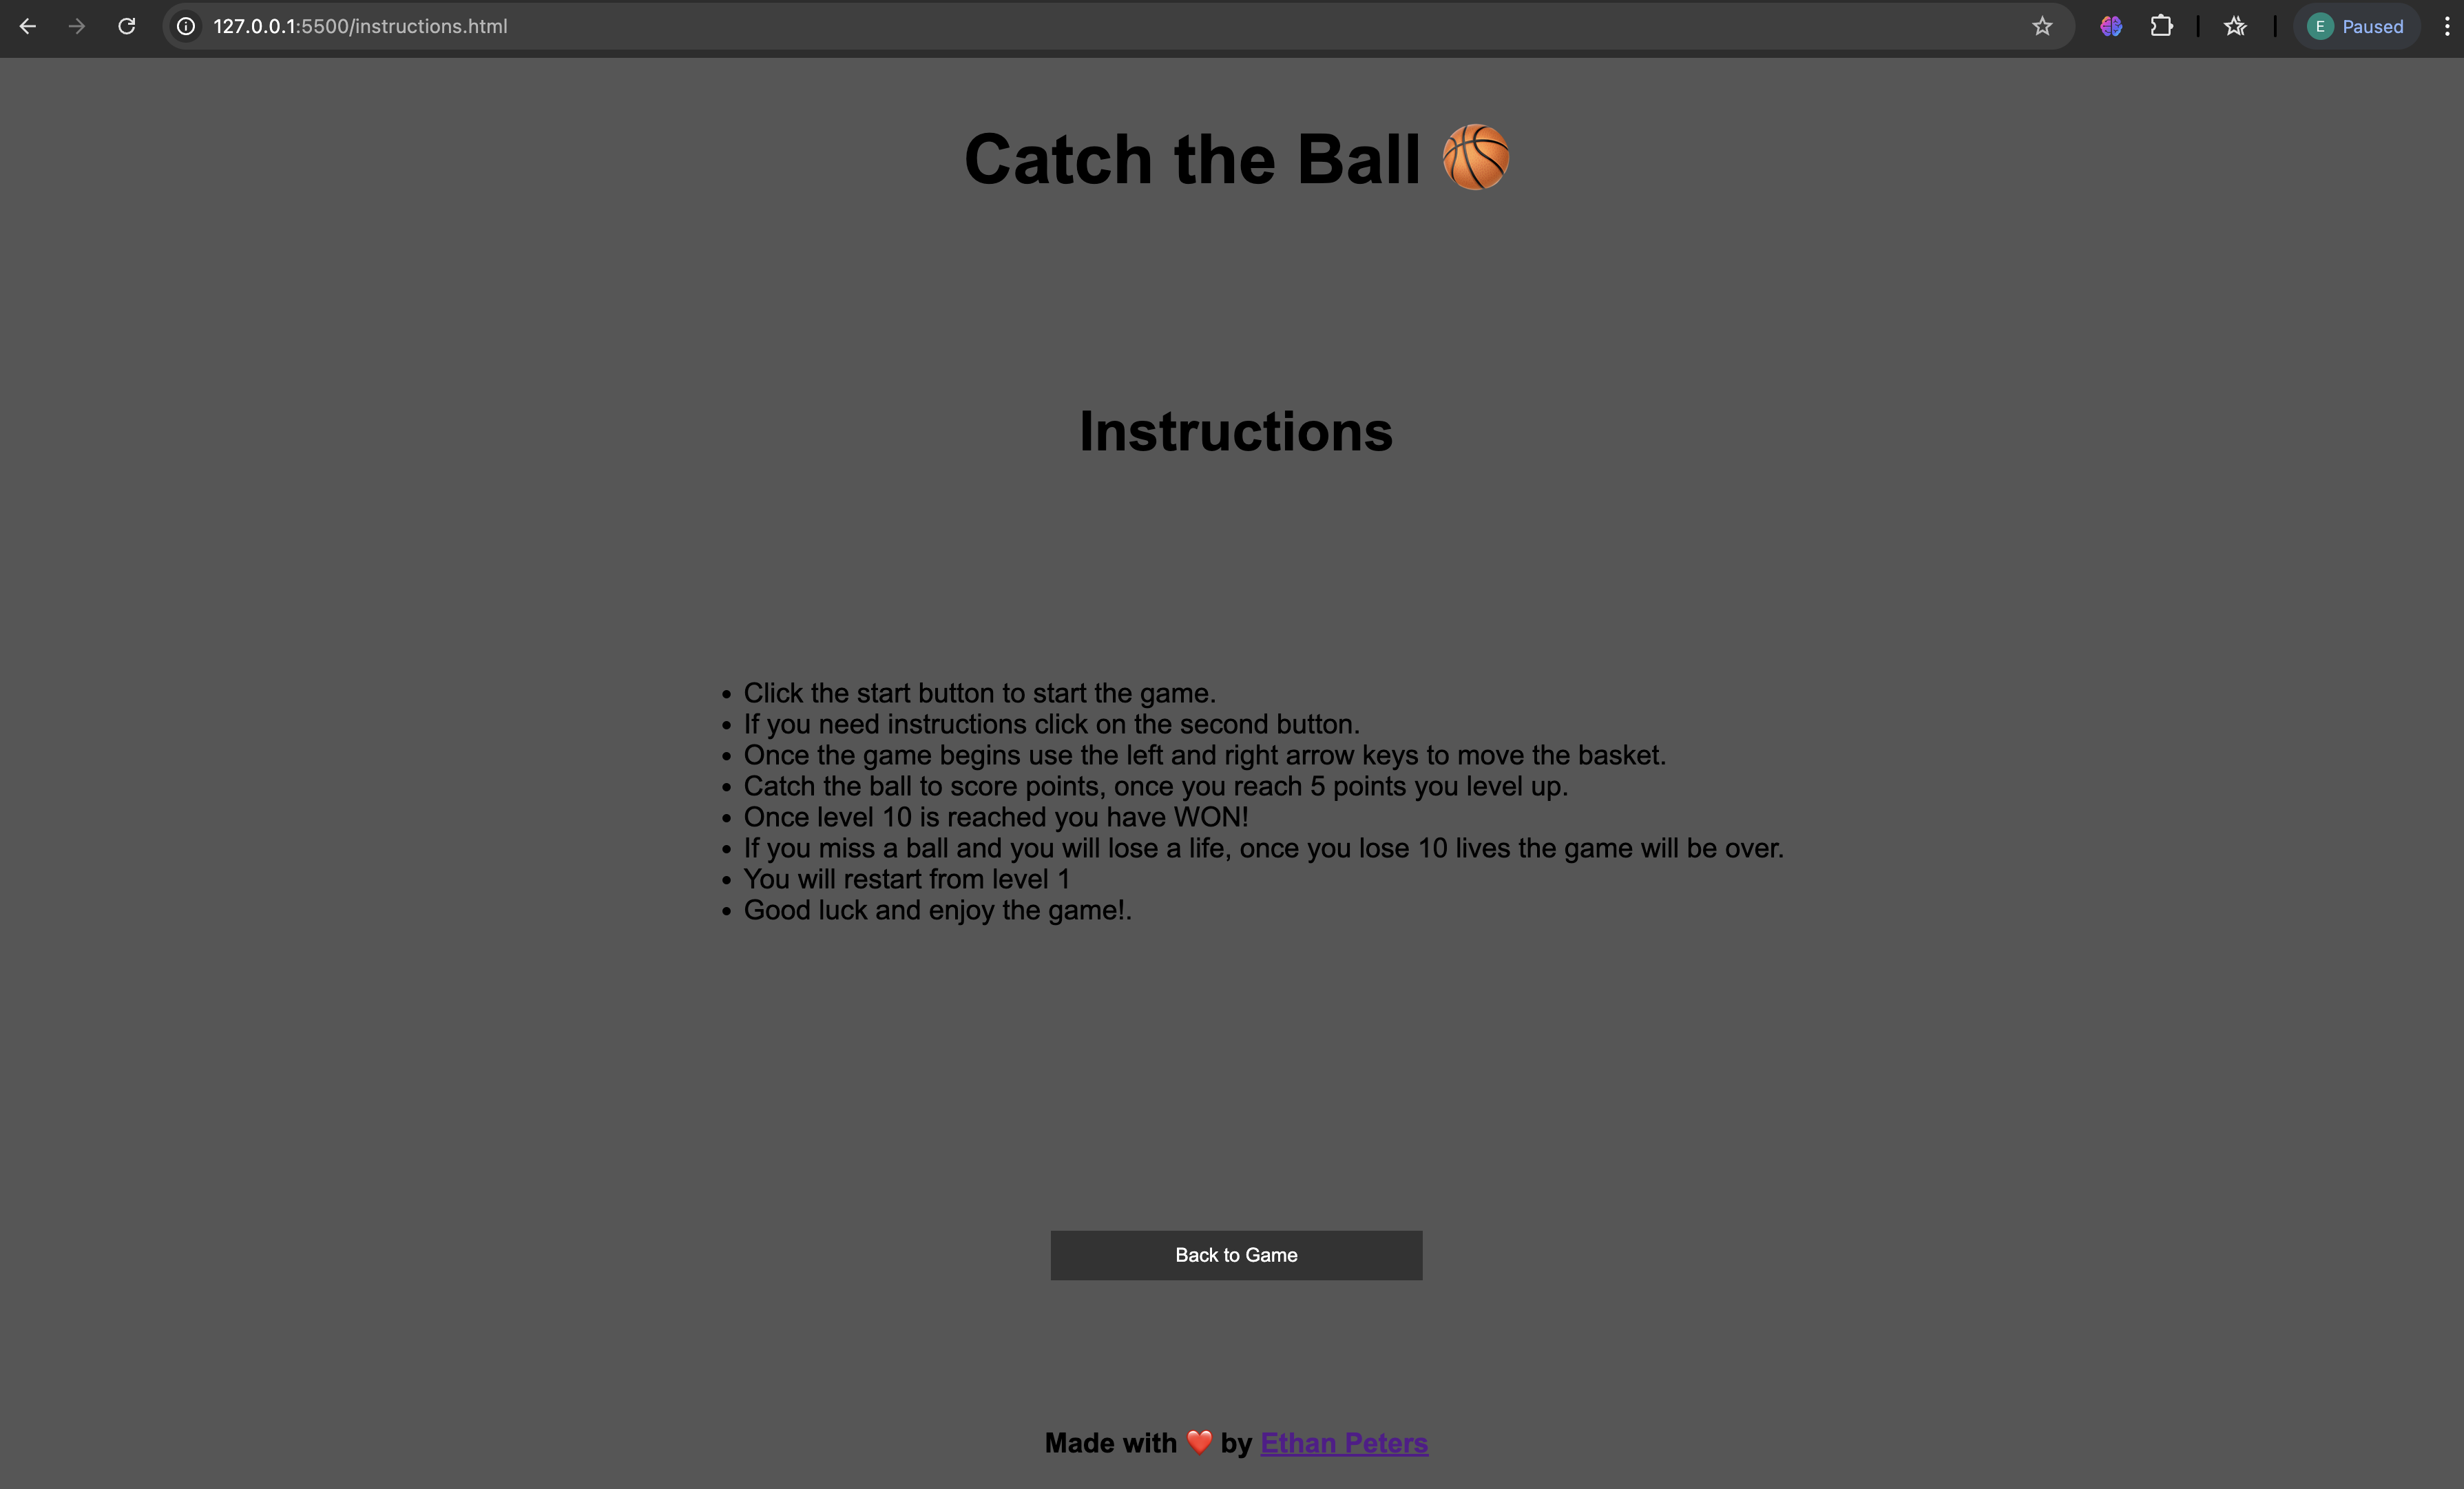 127.0.0.1:5500/instructions.html
E Paused
Catch the Ball 🏀
Instructions
• Click the start button to start the game.
• If you need instructions click on the second button.
• Once the game begins use the left and right arrow keys to move the basket.
• Catch the ball to score points, once you reach 5 points you level up.
• Once level 10 is reached you have WON!
• If you miss a ball and you will lose a life, once you lose 10 lives the game will be over.
• You will restart from level 1
• Good luck and enjoy the game!.
Back to Game
Made with ❤️ by Ethan Peters